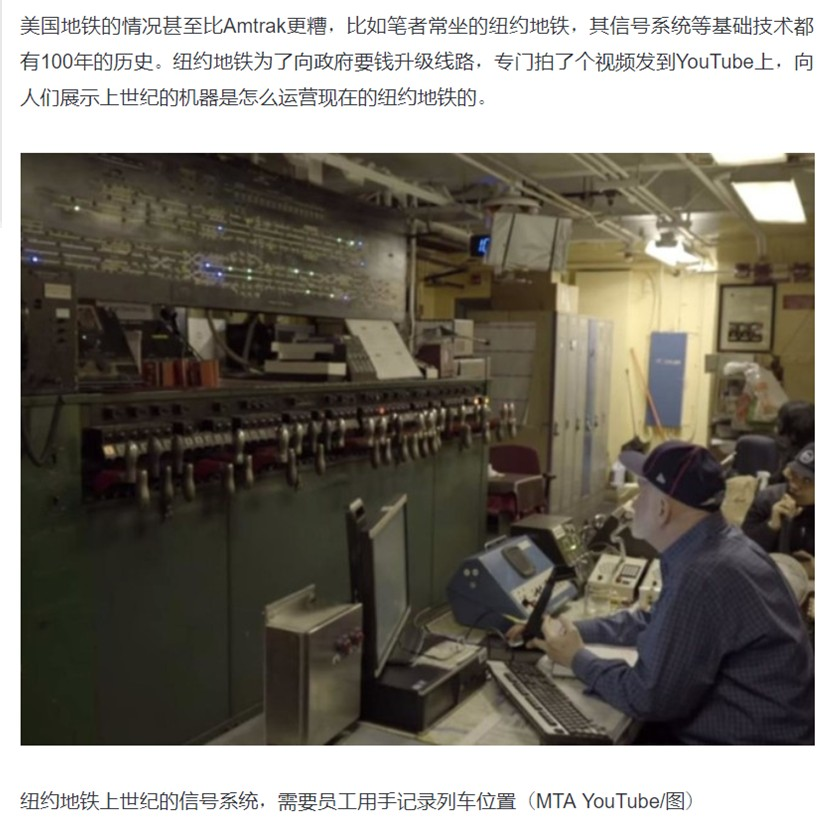 美国地铁的情况甚至比Amtrak更糟，比如笔者常坐的纽约地铁，其信号系统等基础技术都
有100年的历史。纽约地铁为了向政府要钱升级线路，专门拍了个视频发到YouTube上，向
人们展示上世纪的机器是怎么运营现在的纽约地铁的。
纽约地铁上世纪的信号系统，需要员工用手记录列车位置（MTA YouTube/图）